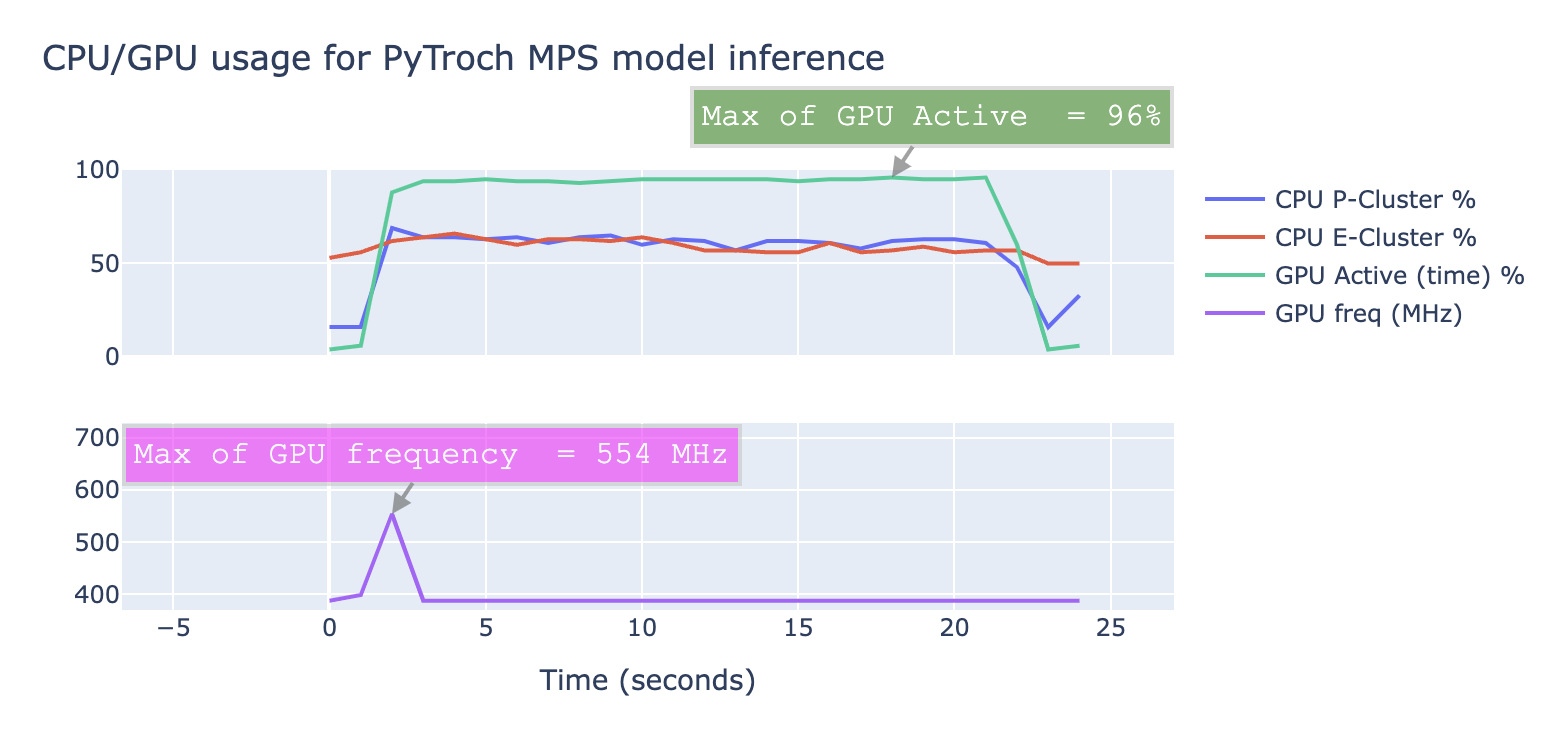 CPU/GPU usage for PyTroch MPS model inference
Max of GPU Active  = 96%
100
50
0
CPU P-Cluster %
CPU E-Cluster %
GPU Active (time) %
GPU freq (MHz)
Max of GPU frequency  = 554 MHz
700
600
500
400
−5 0 5 10 15 20 25
Time (seconds)